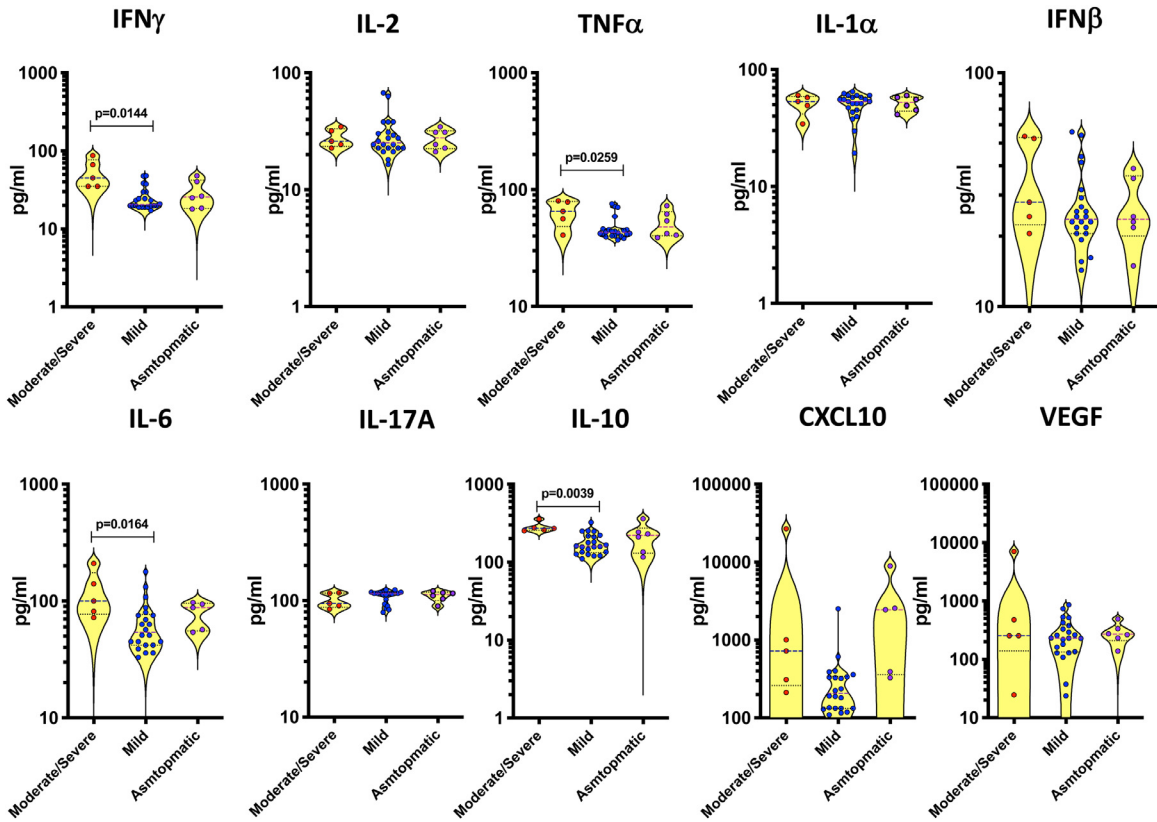 IFNγ
IL-2
TNFα
IL-1α
IFNβ
1000
100
10
1
pg/ml
p=0.0144
Moderate/Severe
Mild
Asmtopmatic
100
10
1
pg/ml
Moderate/Severe
Mild
Asmtopmatic
1000
100
10
pg/ml
p=0.0259
Moderate/Severe
Mild
Asmtopmatic
100
10
1
pg/ml
Moderate/Severe
Mild
Asmtopmatic
100
10
pg/ml
Moderate/Severe
Mild
Asmtopmatic
IL-6
IL-17A
IL-10
CXCL10
VEGF
1000
100
10
pg/ml
p=0.0164
Moderate/Severe
Mild
Asmtopmatic
1000
100
10
pg/ml
Moderate/Severe
Mild
Asmtopmatic
1000
100
10
1
pg/ml
p=0.0039
Moderate/Severe
Mild
Asmtopmatic
100000
10000
1000
100
pg/ml
Moderate/Severe
Mild
Asmtopmatic
100000
10000
1000
100
10
pg/ml
Moderate/Severe
Mild
Asmtopmatic